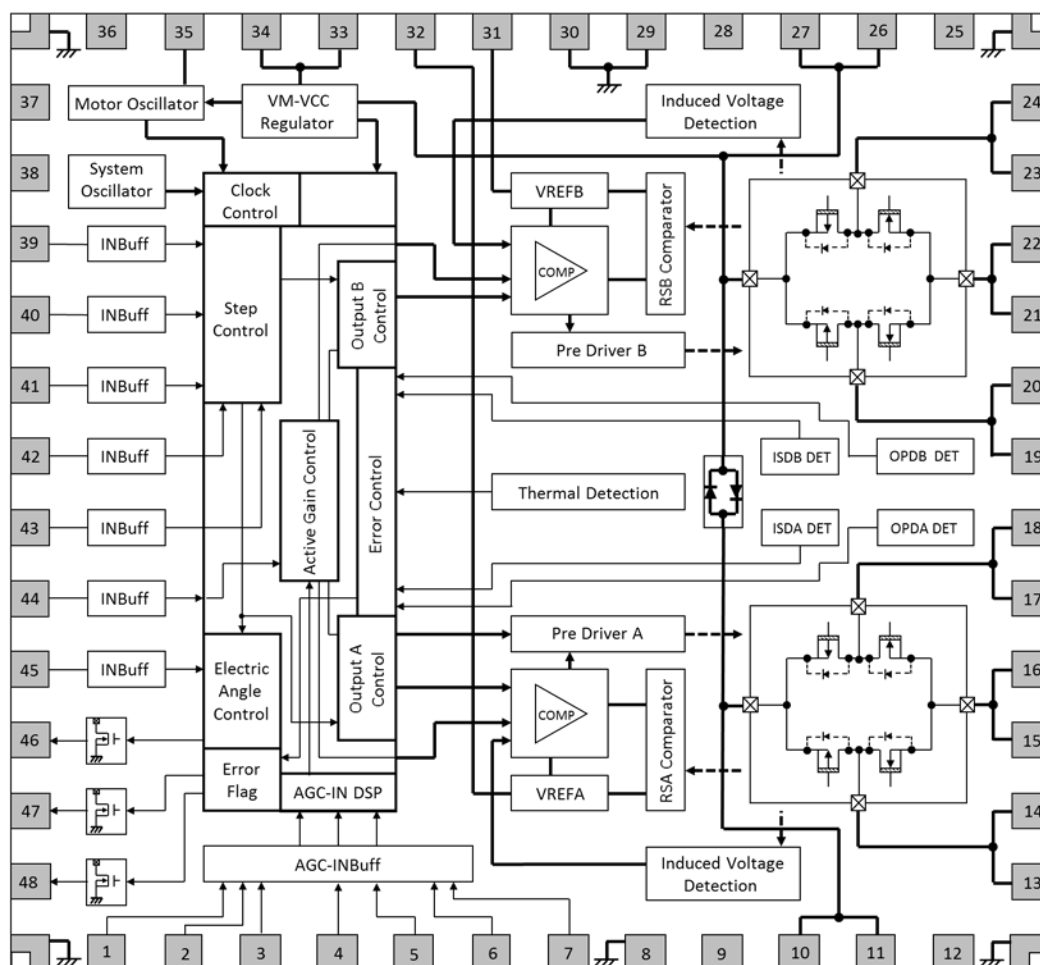 36
35
34
33
32
31
30
29
28
27
26
25
37
Motor Oscillator
VM-VCC
Regulator
Induced Voltage
Detection
24
38
System
Oscillator
Clock
Control
VREFB
RSB Comparator
23
39
INBuff
Step
Control
Output B
Control
COMP
22
40
INBuff
Pre Driver B
21
41
INBuff
20
42
INBuff
Active Gain Control
Error Control
ISDB DET
OPDB DET
19
Thermal Detection
43
INBuff
ISDA DET
OPDA DET
18
44
INBuff
17
45
INBuff
Electric
Angle
Control
Output A
Control
Pre Driver A
16
46
COMP
RSA Comparator
15
47
Error
Flag
AGC-IN DSP
VREFA
14
48
AGC-INBuff
Induced Voltage
Detection
13
1
2
3
4
5
6
7
8
9
10
11
12